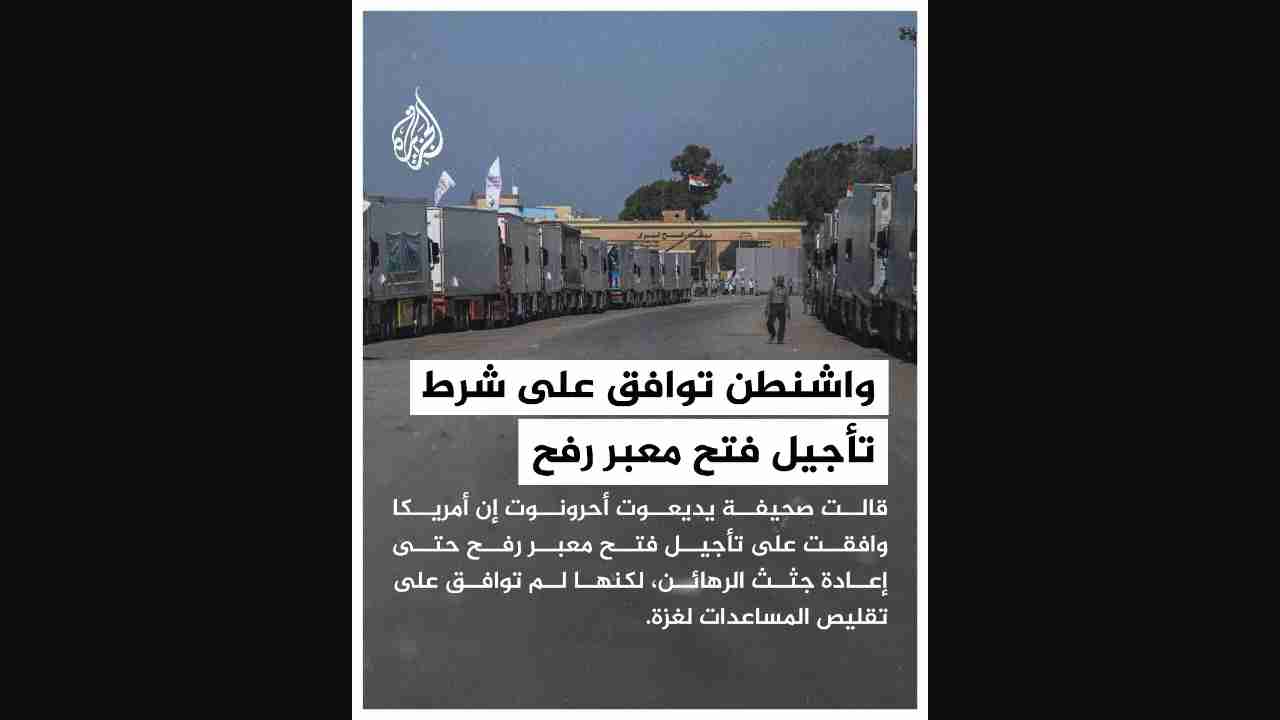 الجزيرة
واشنطن توافق على شرط
تأجيل فتح معبر رفح
قالت صحيفة يديعوت أحرونوت إن أمريكا
وافقت على تأجيل فتح معبر رفح حتى
إعادة جثث الرهائن، لكنها لم توافق على
تقليص المساعدات لغزة.